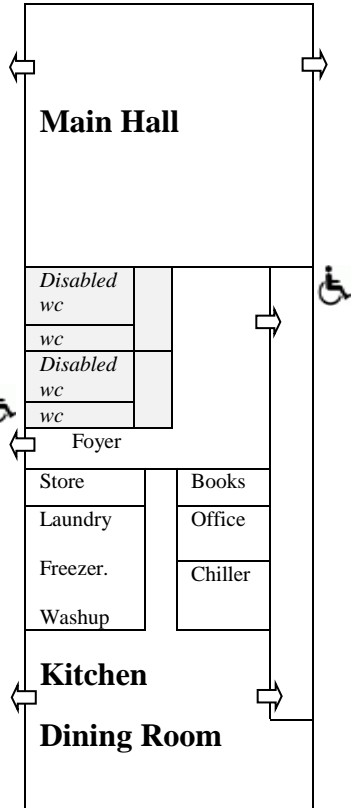 Main Hall
Disabled
wc
wc
Disabled
wc
wc
Foyer
Store
Books
Laundry
Office
Freezer.
Chiller
Washup
Kitchen
Dining Room